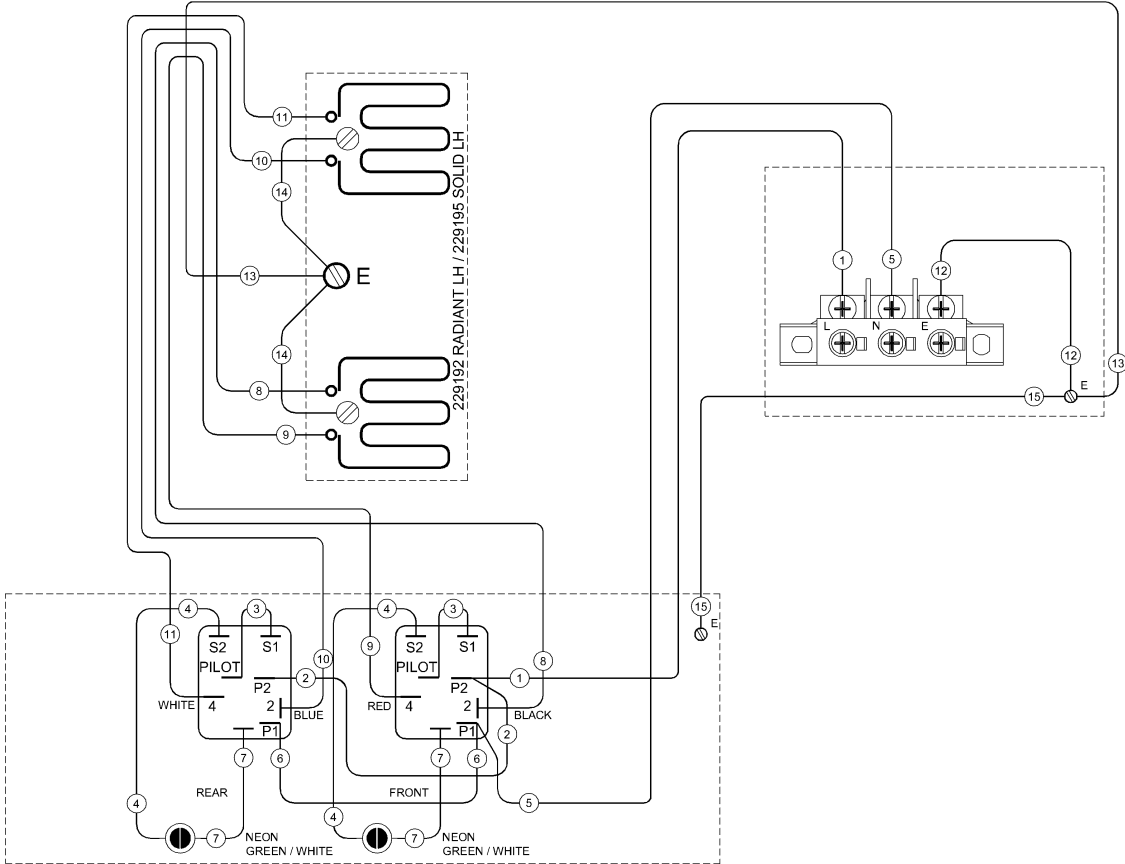 11
10
14
13
E
14
8
9
229192 RADIANT LH / 229195 SOLID LH
1
5
12
L
N
E
12
13
15
E
15
E
4
3
4
3
11
S2
S1
9
S2
S1
10
8
PILOT
PILOT
P2
2
P2
1
WHITE
4
2
BLUE
RED
4
2
BLACK
P1
P1
2
7
6
7
6
REAR
FRONT
4
5
4
7
NEON
GREEN / WHITE
7
NEON
GREEN / WHITE